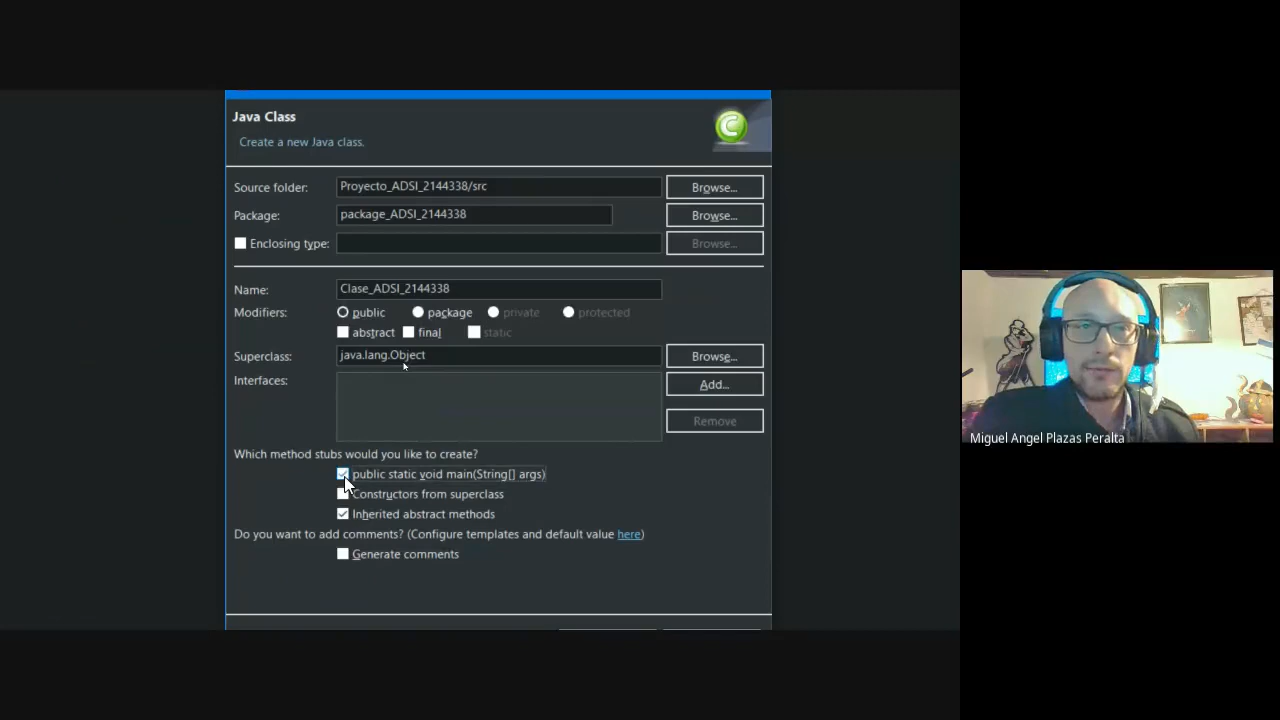 Java Class
Create a new Java class.
Source folder: Proyecto_ADSI_2144338/src Browse...
Package: package_ADSI_2144338 Browse...
Enclosing type: Browse...
Name: Clase_ADSI_2144338
Modifiers: public package private protected
abstract final static
Superclass: java.lang.Object Browse...
Interfaces: Add...
Remove
Which method stubs would you like to create?
public static void main(String[] args)
Constructors from superclass
Inherited abstract methods
Do you want to add comments? (Configure templates and default value here)
Generate comments
Miguel Angel Plazas Peralta